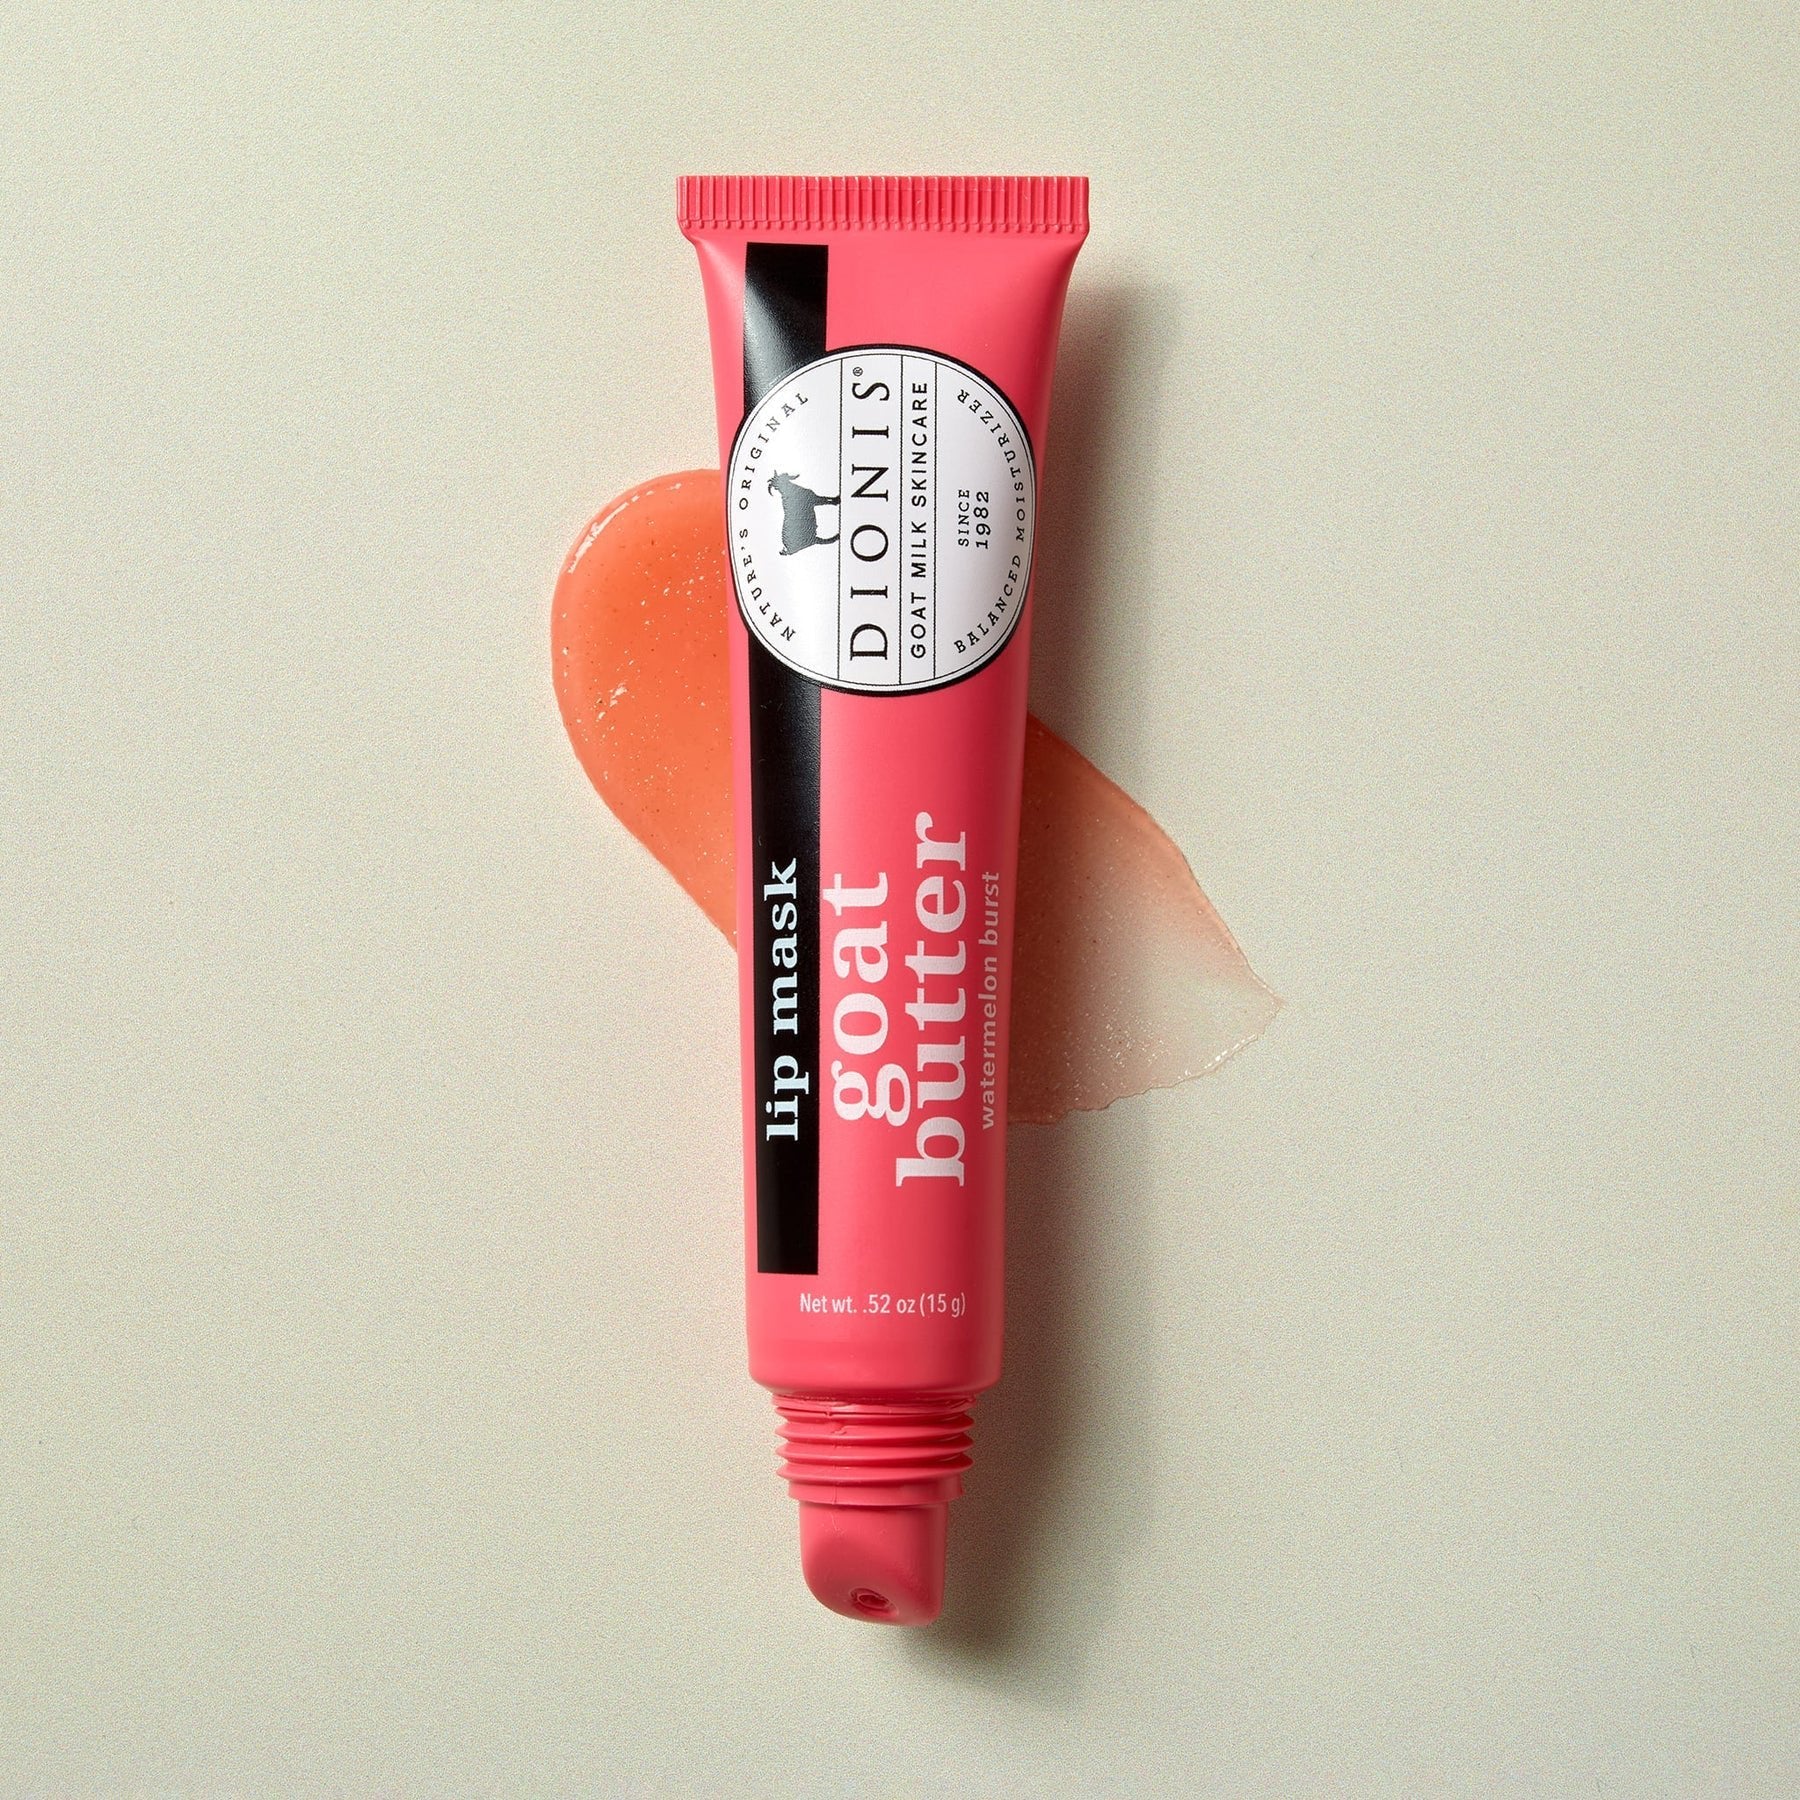 NATURE'S ORIGINAL
DIONIS®
GOAT MILK SKINCARE
SINCE
1982
BALANCED MOISTURIZER
lip mask
goat
butter
watermelon burst
Net wt. .52 oz (15 g)